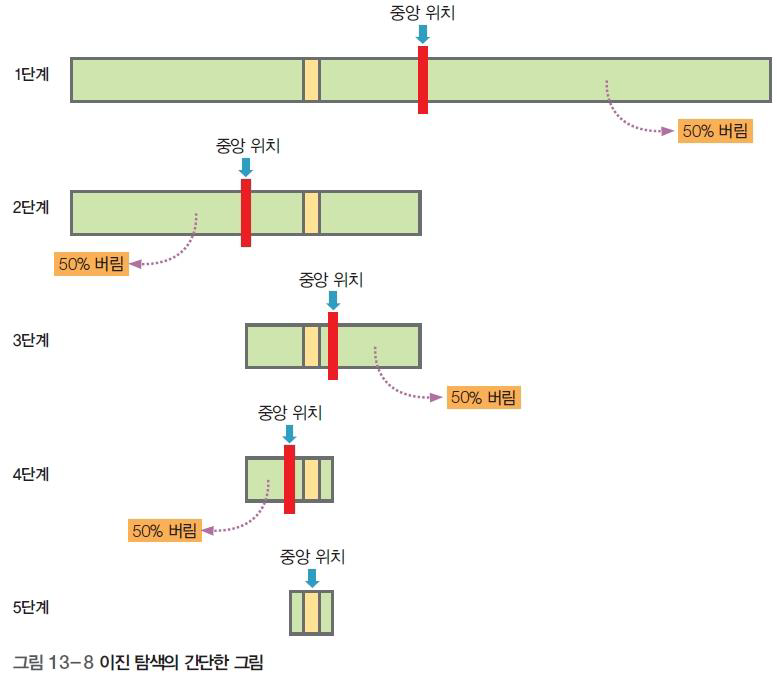 중앙 위치
1단계
50% 버림
중앙 위치
2단계
50% 버림
중앙 위치
3단계
50% 버림
중앙 위치
4단계
50% 버림
중앙 위치
5단계
그림 13-8 이진 탐색의 간단한 그림